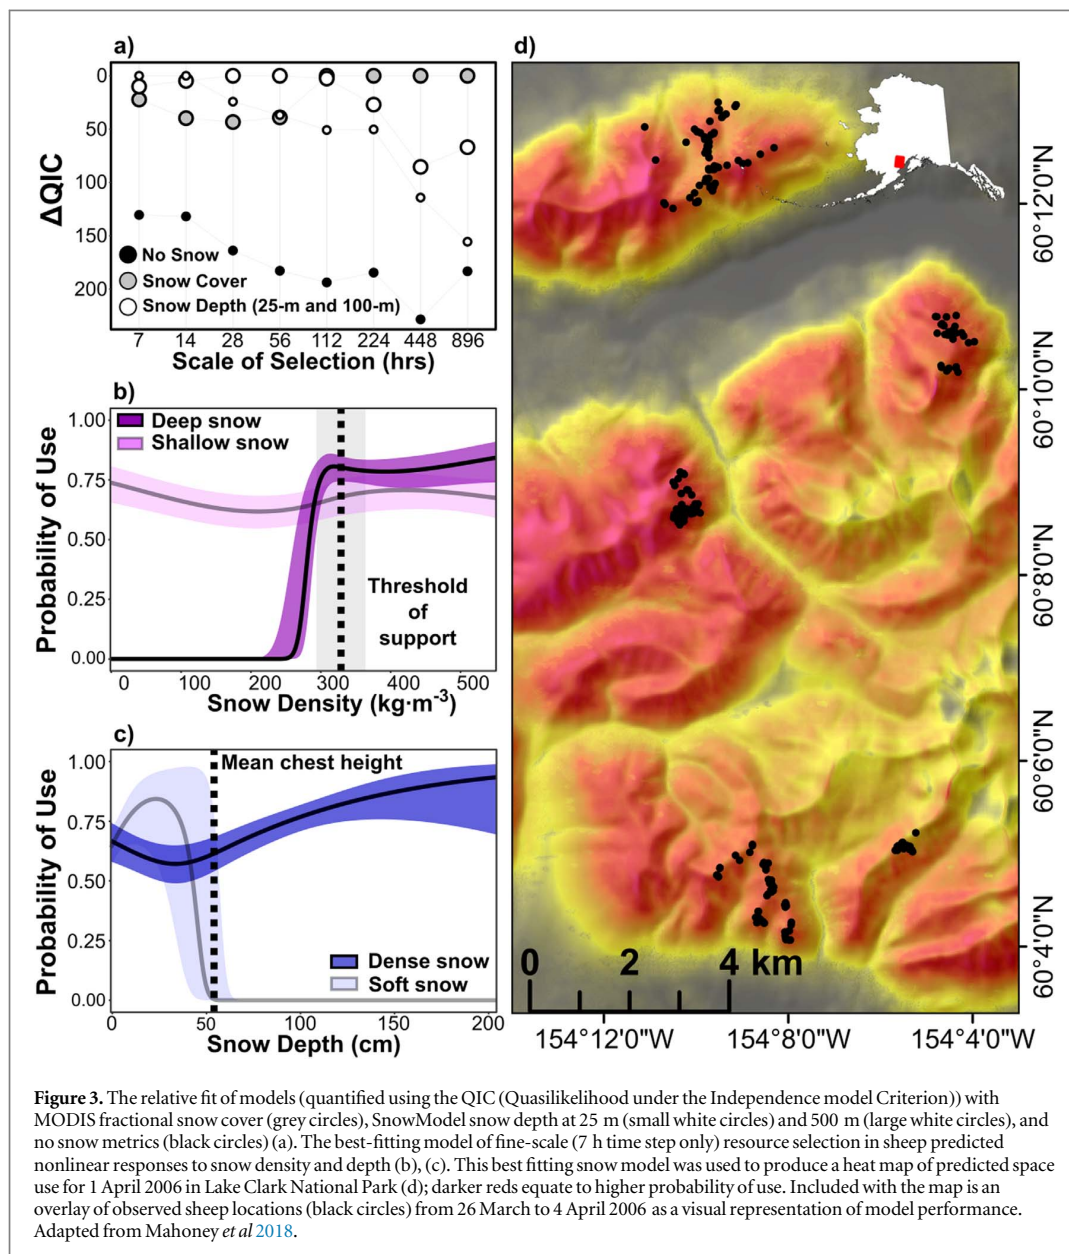 a)
0
50
100
150
200
ΔQIC
No Snow
Snow Cover
Snow Depth (25-m and 100-m)
7 14 28 56 112 224 448 896
Scale of Selection (hrs)
b)
1.00
0.75
0.50
0.25
0.00
Probability of Use
Deep snow
Shallow snow
Threshold
of
support
0 100 200 300 400 500
Snow Density (kg·m⁻³)
c)
1.00
0.75
0.50
0.25
0.00
Probability of Use
Mean chest height
Dense snow
Soft snow
0 50 100 150 200
Snow Depth (cm)
d)
60°12'0"N
60°10'0"N
60°8'0"N
60°6'0"N
60°4'0"N
0 2 4 km
154°12'0"W 154°8'0"W 154°4'0"W
Figure 3. The relative fit of models (quantified using the QIC (Quasilikelihood under the Independence model Criterion)) with
MODIS fractional snow cover (grey circles), SnowModel snow depth at 25 m (small white circles) and 500 m (large white circles), and
no snow metrics (black circles) (a). The best-fitting model of fine-scale (7 h time step only) resource selection in sheep predicted
nonlinear responses to snow density and depth (b), (c). This best fitting snow model was used to produce a heat map of predicted space
use for 1 April 2006 in Lake Clark National Park (d); darker reds equate to higher probability of use. Included with the map is an
overlay of observed sheep locations (black circles) from 26 March to 4 April 2006 as a visual representation of model performance.
Adapted from Mahoney et al 2018.